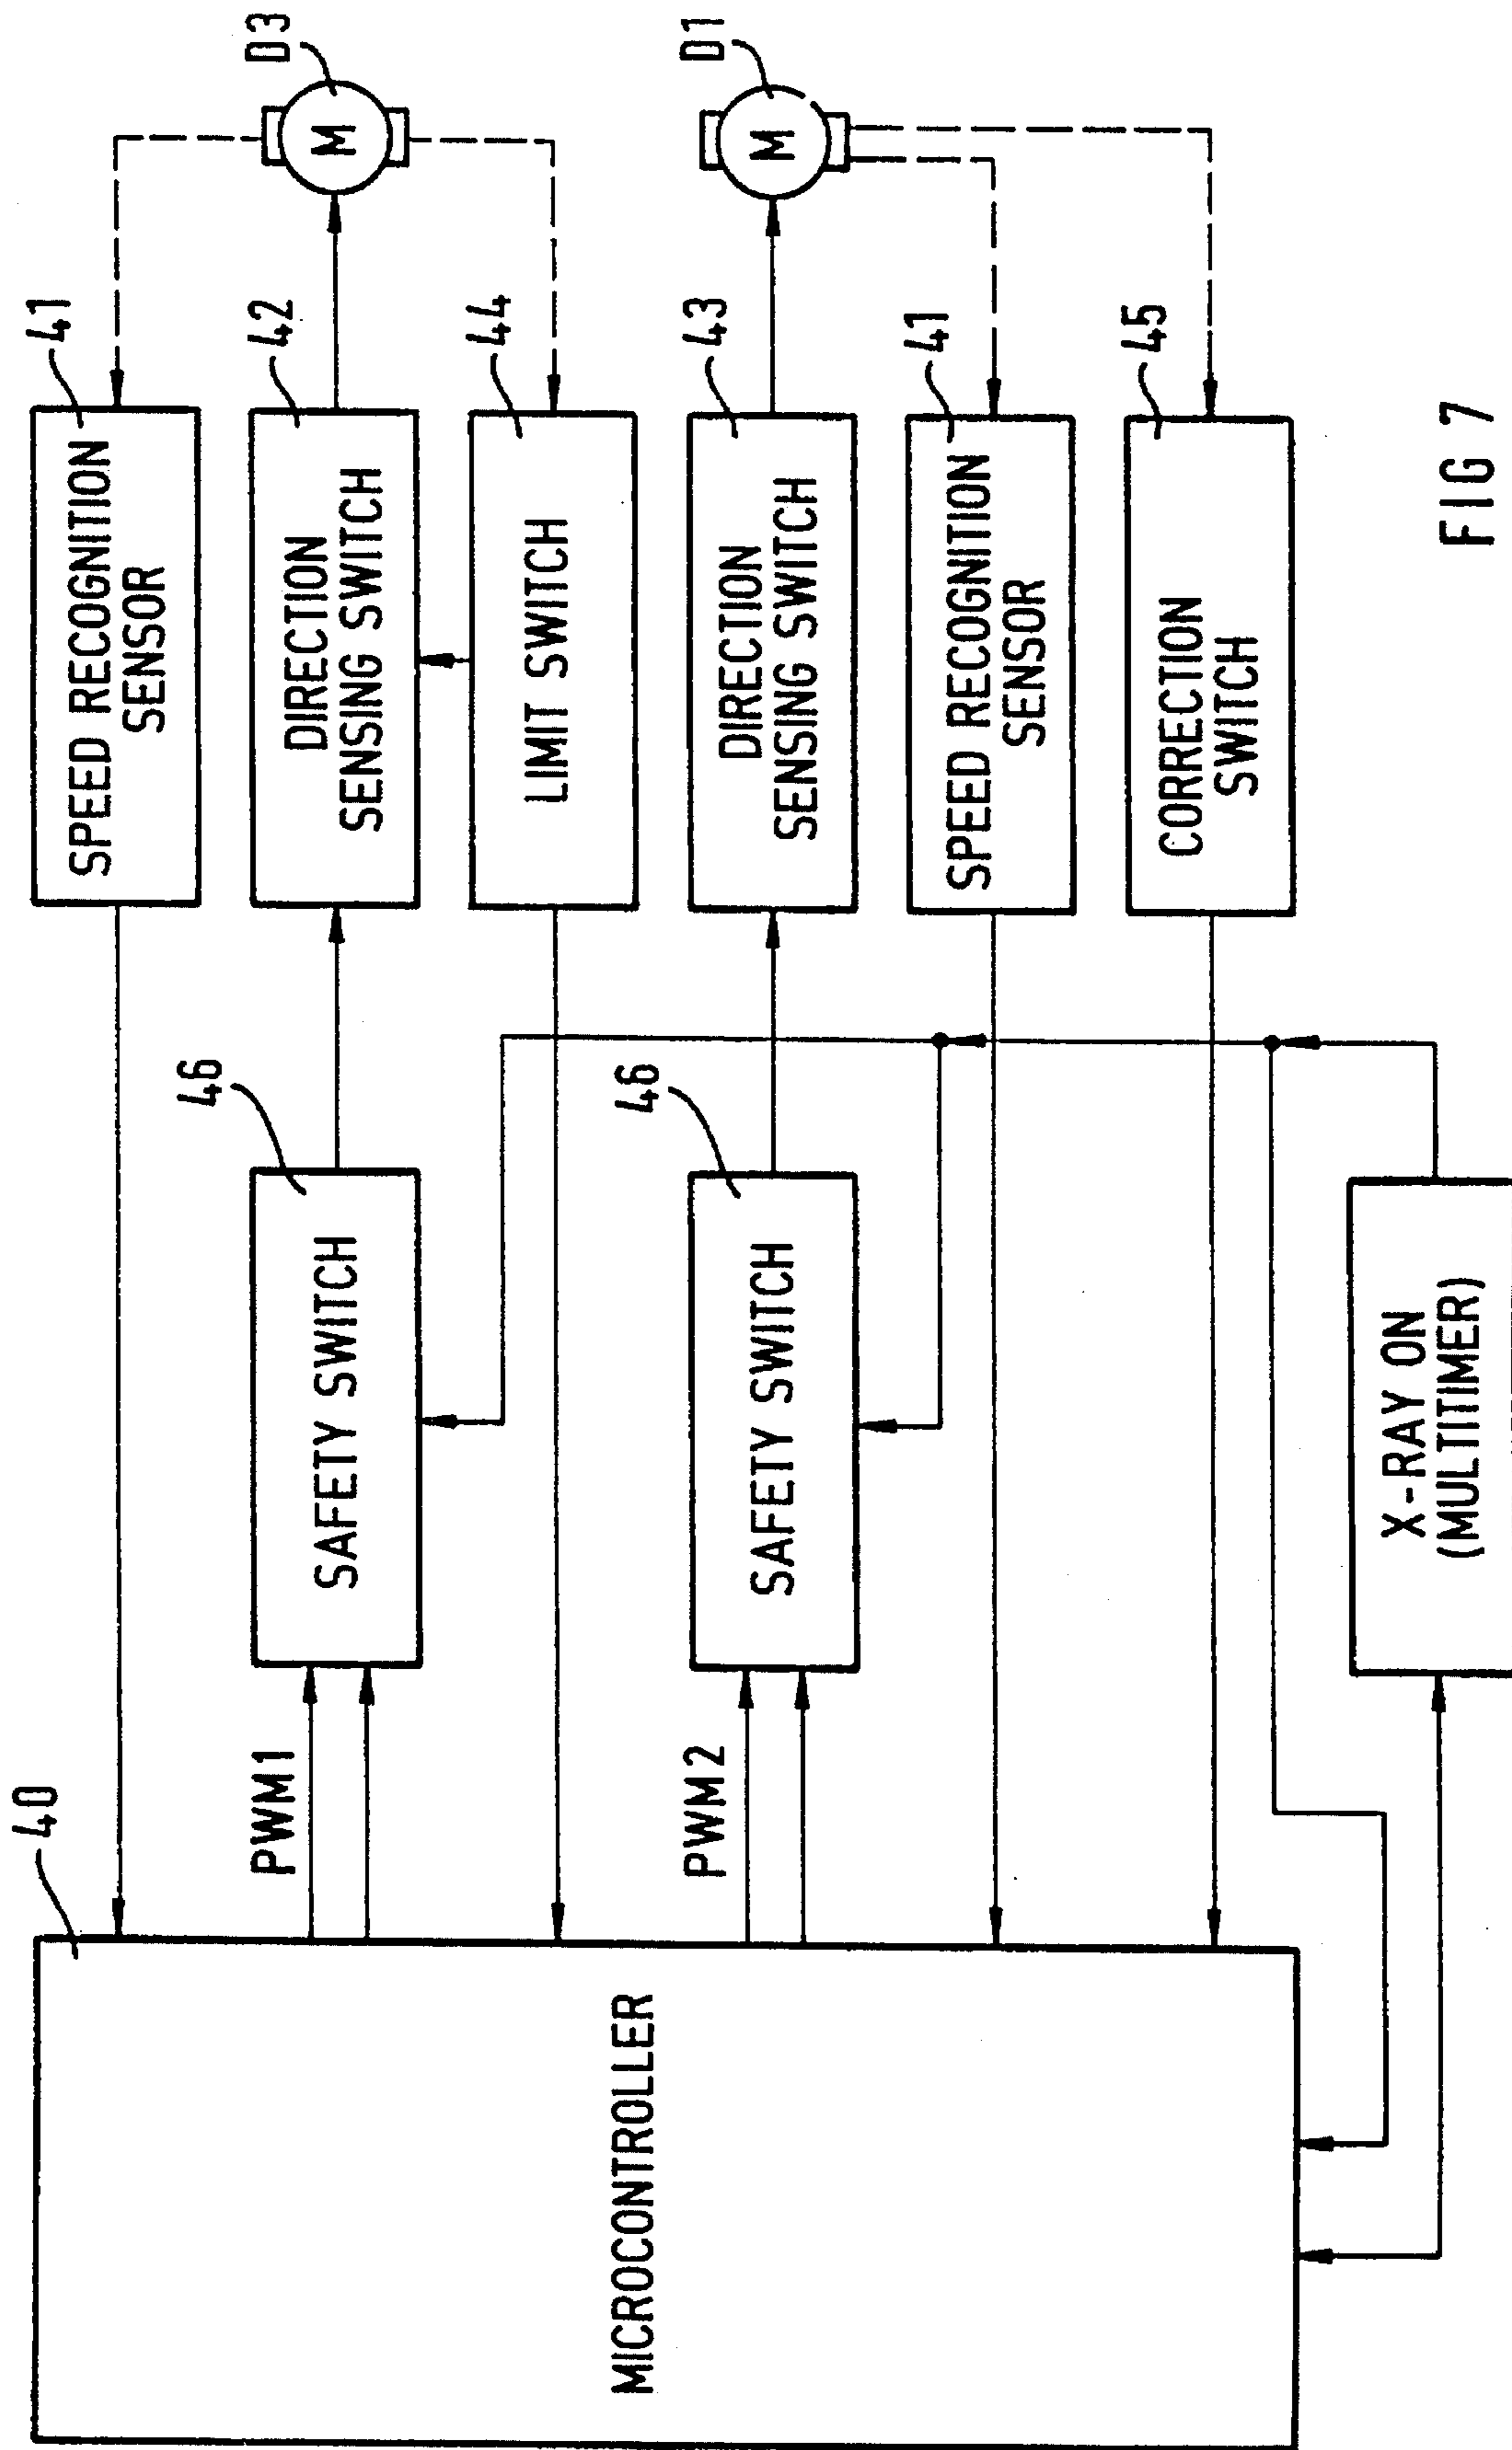 40
MICROCONTROLLER
PWM1
PWM2
46
SAFETY SWITCH
46
SAFETY SWITCH
X-RAY ON
(MULTITIMER)
41
SPEED RECOGNITION
SENSOR
42
DIRECTION
SENSING SWITCH
44
LIMIT SWITCH
43
DIRECTION
SENSING SWITCH
41
SPEED RECOGNITION
SENSOR
45
CORRECTION
SWITCH
D3
M
D1
M
FIG 7